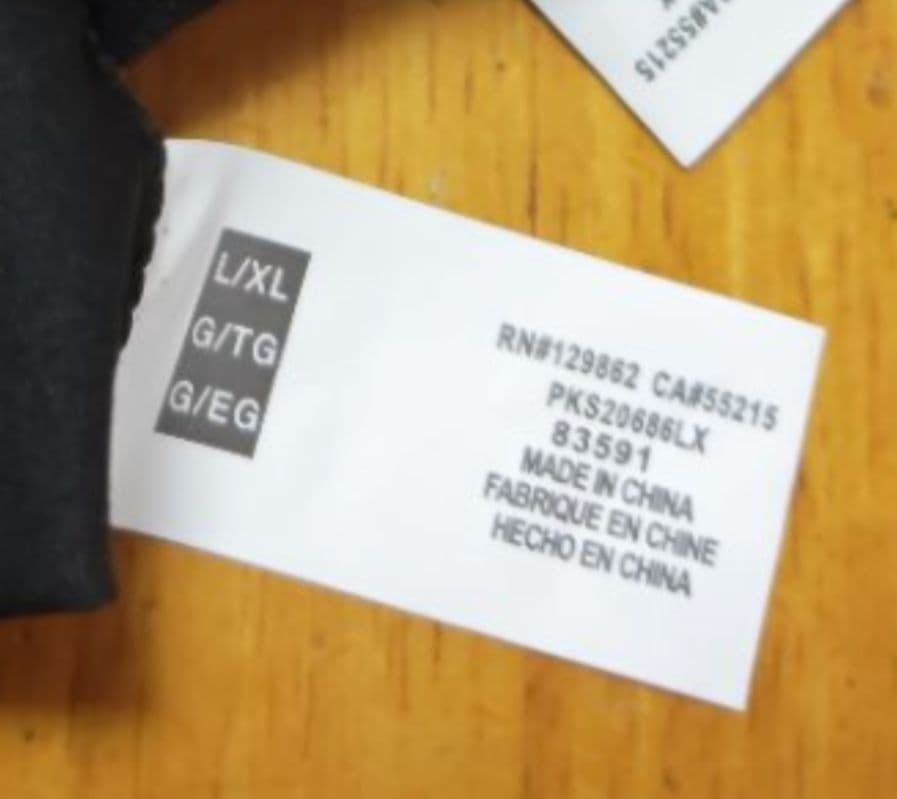 L/XL
G/TG
G/EG
RN#129862 CA#55215
PKS20686LX
83591
MADE IN CHINA
FABRIQUE EN CHINE
HECHO EN CHINA